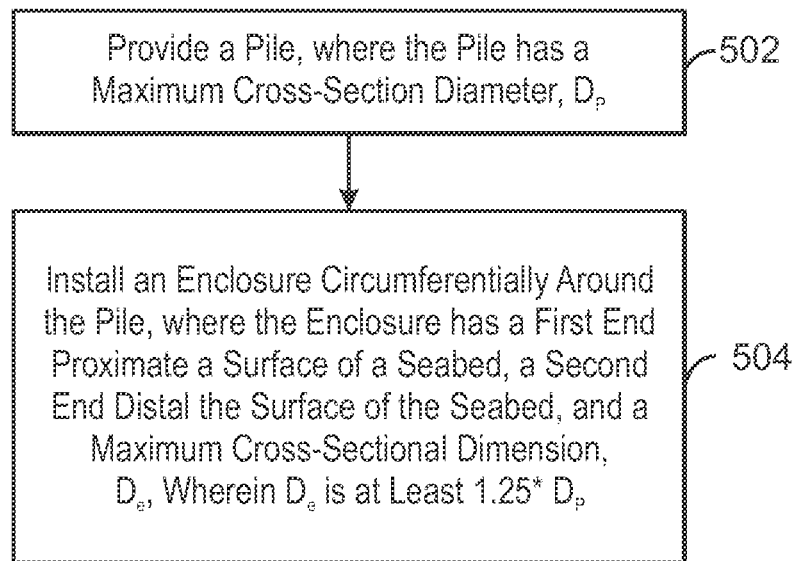 Provide a Pile, where the Pile has a
Maximum Cross-Section Diameter, Dₚ
502
Install an Enclosure Circumferentially Around
the Pile, where the Enclosure has a First End
Proximate a Surface of a Seabed, a Second
End Distal the Surface of the Seabed, and a
Maximum Cross-Sectional Dimension,
Dₑ, Wherein Dₑ is at Least 1.25* Dₚ
504